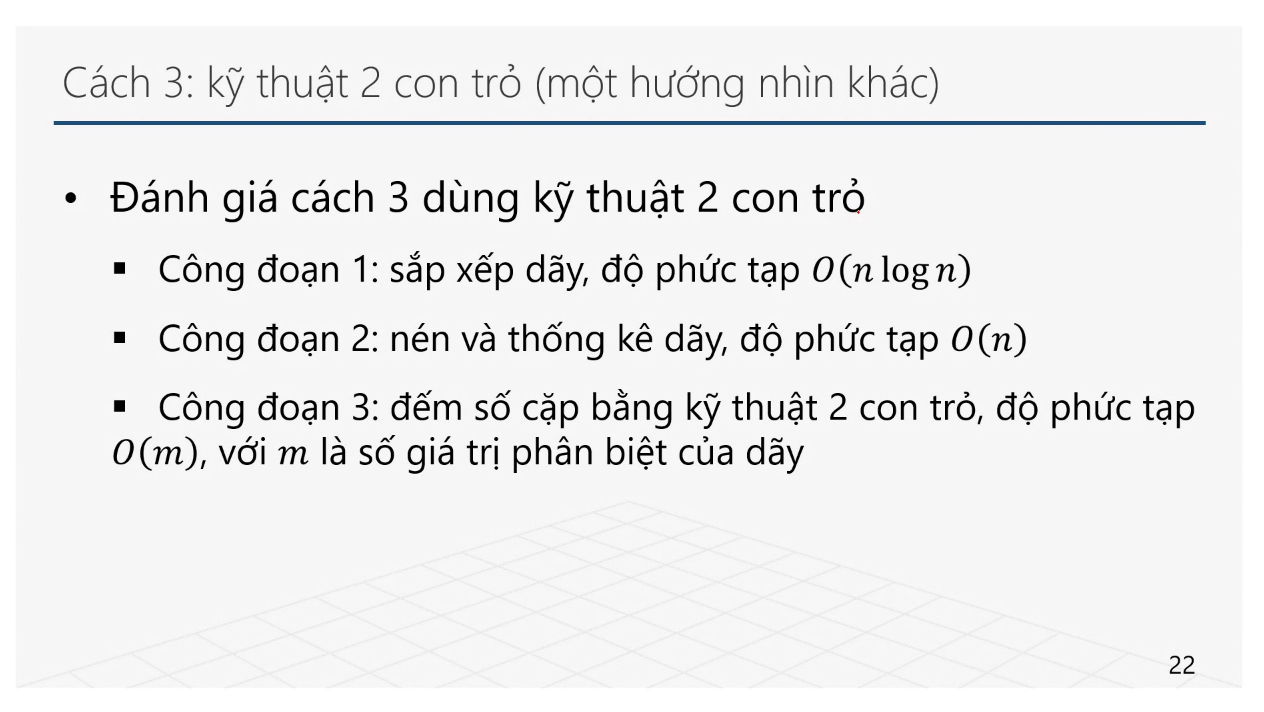 Cách 3: kỹ thuật 2 con trỏ (một hướng nhìn khác)
• Đánh giá cách 3 dùng kỹ thuật 2 con trỏ
▪ Công đoạn 1: sắp xếp dãy, độ phức tạp O(n log n)
▪ Công đoạn 2: nén và thống kê dãy, độ phức tạp O(n)
▪ Công đoạn 3: đếm số cặp bằng kỹ thuật 2 con trỏ, độ phức tạp
O(m), với m là số giá trị phân biệt của dãy
22